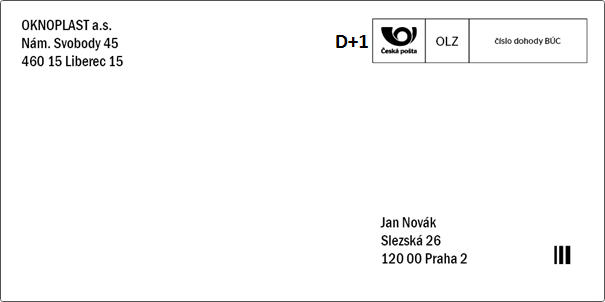 OKNOPLAST a.s.
Nám. Svobody 45
460 15 Liberec 15
D+1
Česká pošta
OLZ
číslo dohody BÚC
Jan Novák
Slezská 26
120 00 Praha 2